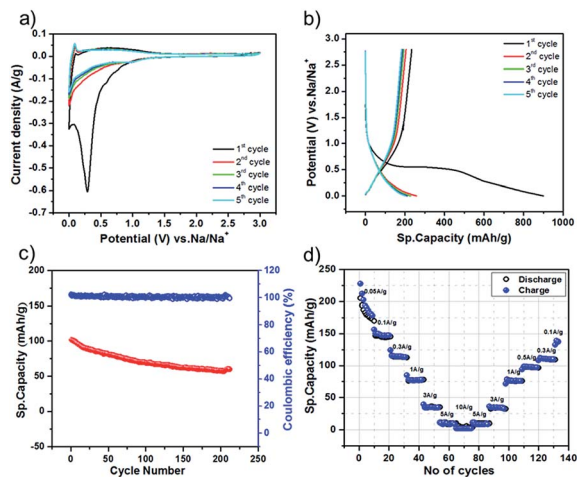 a)
0.1
0.0
-0.1
-0.2
-0.3
-0.4
-0.5
-0.6
-0.7
Current density (A/g)
1st cycle
2nd cycle
3rd cycle
4th cycle
5th cycle
0.0 0.5 1.0 1.5 2.0 2.5 3.0
Potential (V) vs.Na/Na+
b)
3.0
2.5
2.0
1.5
1.0
0.5
0.0
Potential (V) vs.Na/Na+
1st cycle
2nd cycle
3rd cycle
4th cycle
5th cycle
0 200 400 600 800 1000
Sp.Capacity (mAh/g)
c)
200
150
100
50
0
-50
Sp.Capacity (mAh/g)
120
100
80
60
40
20
0
Coulombic efficiency (%)
0 50 100 150 200 250
Cycle Number
d)
250
200
150
100
50
0
Sp.Capacity (mAh/g)
Discharge
Charge
0.05A/g
0.1A/g
0.3A/g
1A/g
3A/g
5A/g
10A/g
5A/g
3A/g
1A/g
0.5A/g
0.3A/g
0.1A/g
0 20 40 60 80 100 120 140
No of cycles